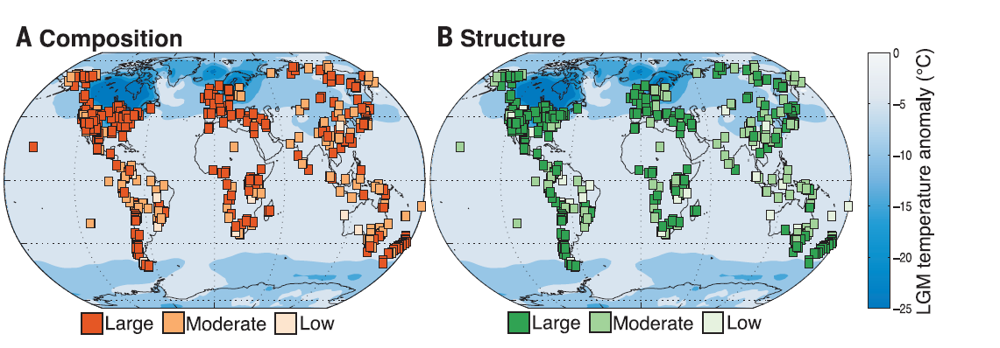 A Composition
B Structure
0
−5
−10
−15
−20
−25
LGM temperature anomaly (°C)
Large Moderate Low
Large Moderate Low